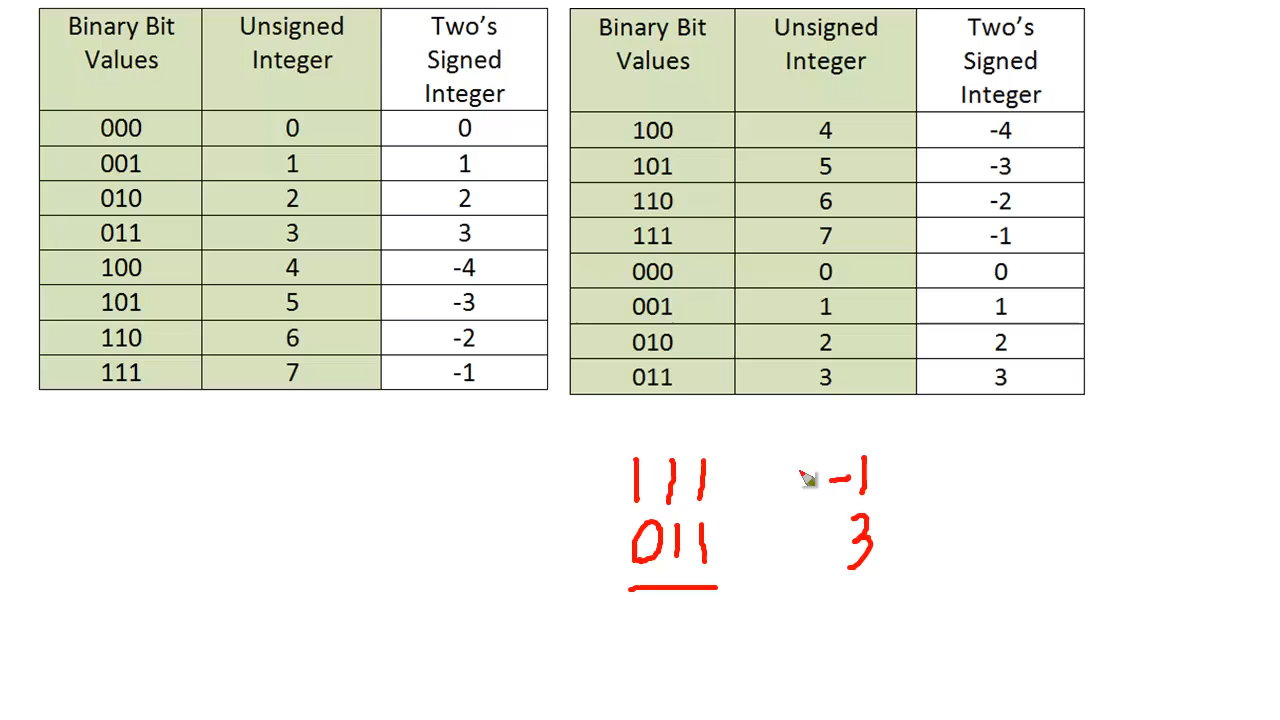 Binary Bit Values Unsigned Integer Two's Signed Integer
000 0 0
001 1 1
010 2 2
011 3 3
100 4 -4
101 5 -3
110 6 -2
111 7 -1
Binary Bit Values Unsigned Integer Two's Signed Integer
100 4 -4
101 5 -3
110 6 -2
111 7 -1
000 0 0
001 1 1
010 2 2
011 3 3
111 -1
011 3